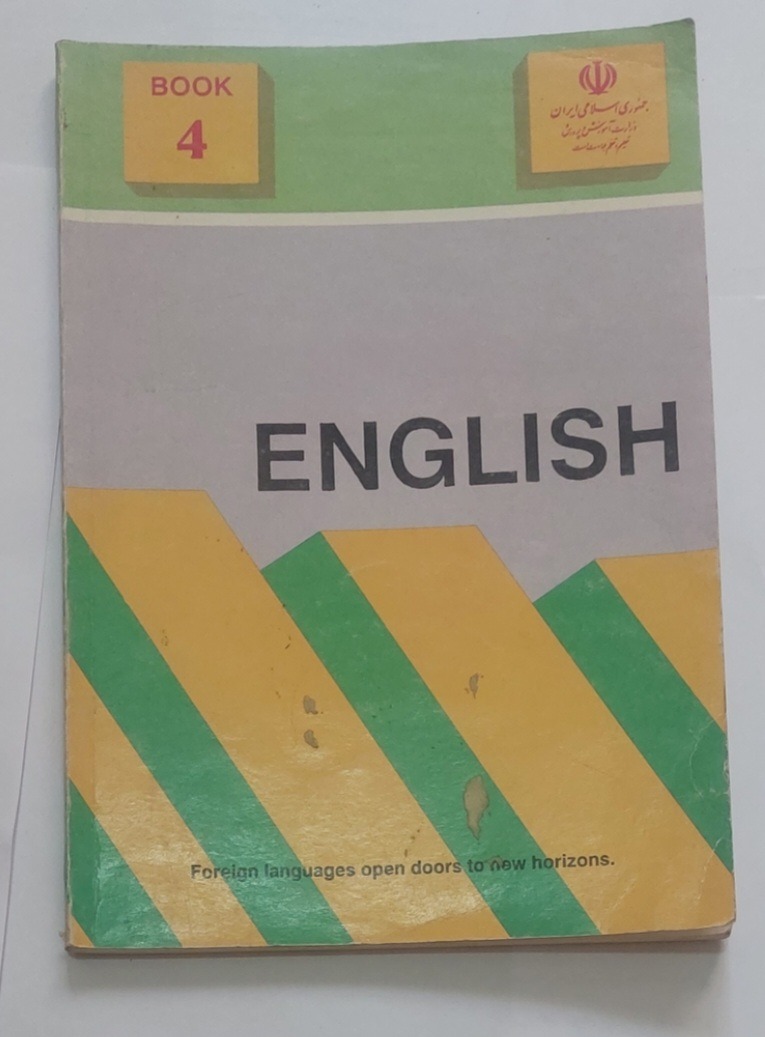 BOOK
4
جمهوری اسلامی ایران
وزارت آموزش و پرورش
ENGLISH
Foreign languages open doors to new horizons.